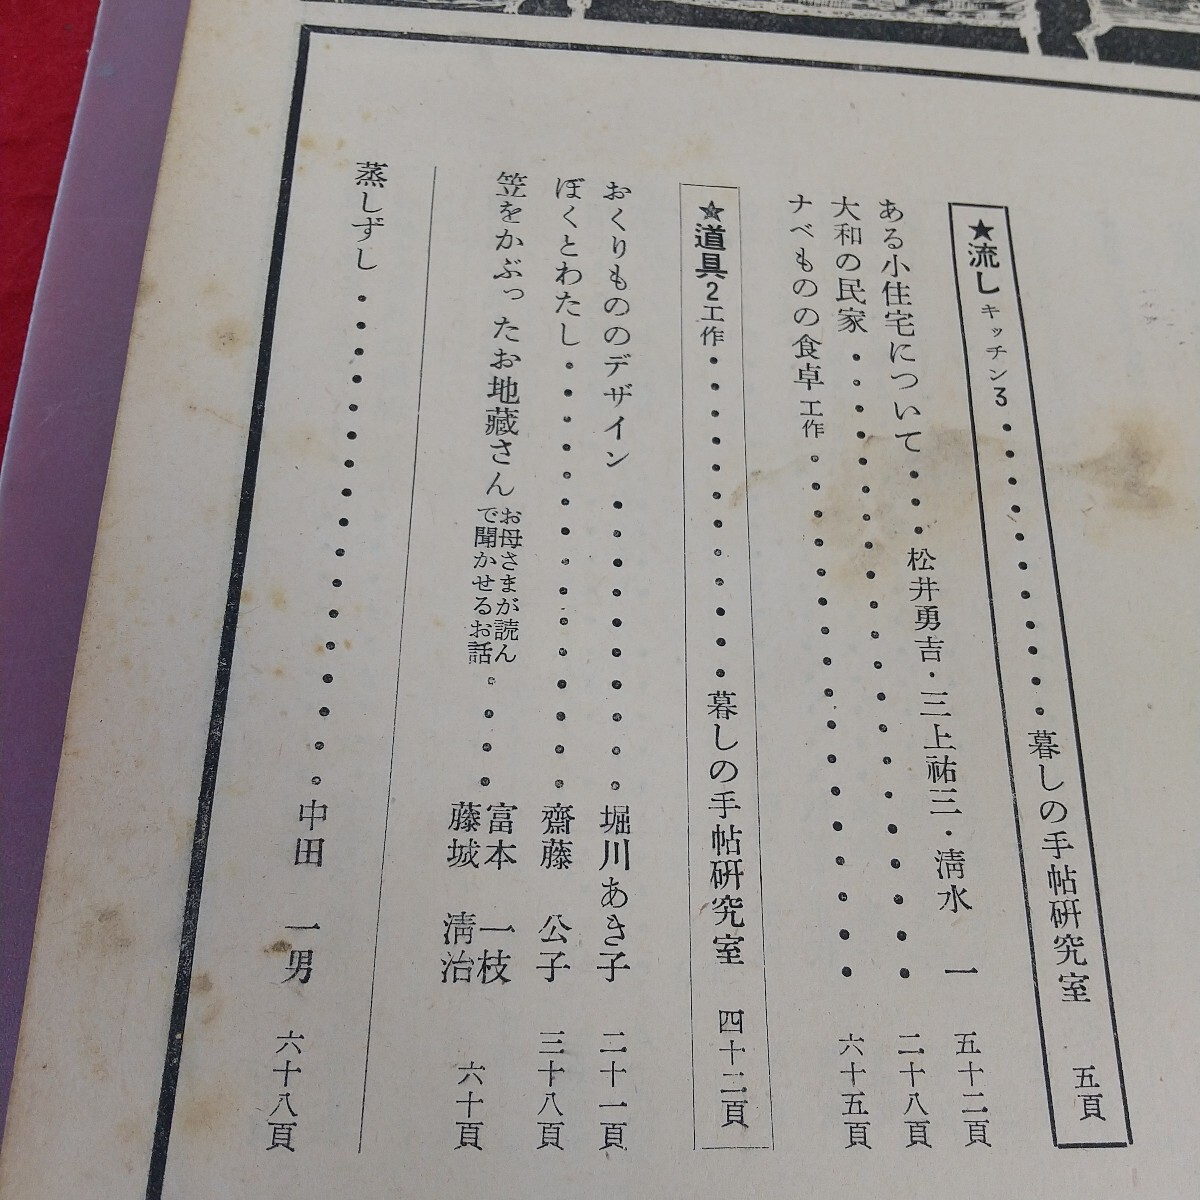 ★流し キッチン3・・・・・・・・・・・暮しの手帖研究室 五頁
ある小住宅について・・・・松井勇吉・三上祐三・清水 一 五十二頁
大和の民家・・・・・・・・・・・・・・・・・・・・・・二十八頁
ナベものの食卓 工作・・・・・・・・・・・・・・・・・・六十五頁
★道具2 工作・・・・・・・・・・・・暮しの手帖研究室 四十二頁
おくりもののデザイン・・・・・・・・・・堀川あき子 二十一頁
ぼくとわたし・・・・・・・・・・・・・・・齋藤 公子 三十八頁
笠をかぶったお地藏さん お母さまが読ん
で聞かせるお話・・・・富本 一枝
藤城 清治 六十頁
蒸しずし・・・・・・・・・・・・・・・・・・中田 一男 六十八頁